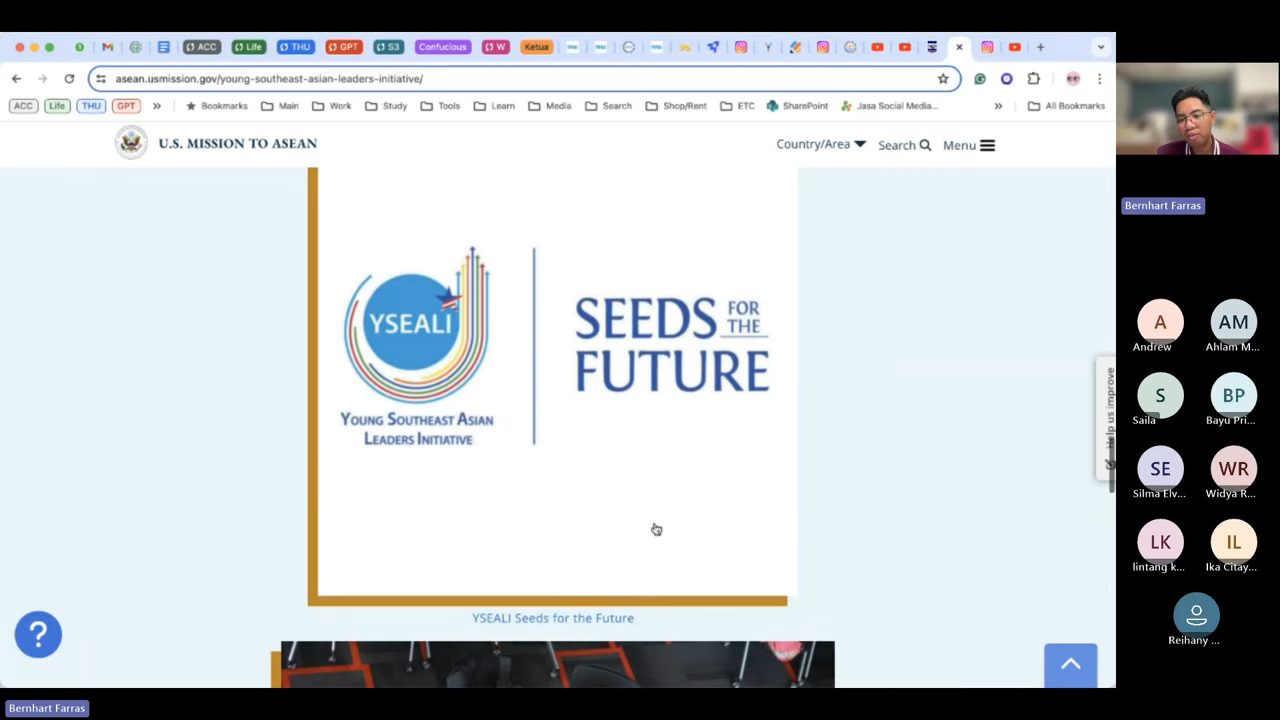 ACC
Life
THU
GPT
S3
Confucious
W
Ketua
asean.usmission.gov/young-southeast-asian-leaders-initiative/
ACC Life THU GPT » Bookmarks Main Work Study Tools Learn Media Search Shop/Rent ETC SharePoint Jasa Social Media... » All Bookmarks
U.S. MISSION TO ASEAN
Country/Area Search Menu
YSEALI
YOUNG SOUTHEAST ASIAN
LEADERS INITIATIVE
SEEDS FOR THE
FUTURE
YSEALI Seeds for the Future
?
Help us improve
Bernhart Farras
A
Andrew
AM
Ahlam M...
S
Saila
BP
Bayu Pri...
SE
Silma Elv...
WR
Widya R...
LK
lintang k...
IL
Ika Citay...
Reihany ...
Bernhart Farras